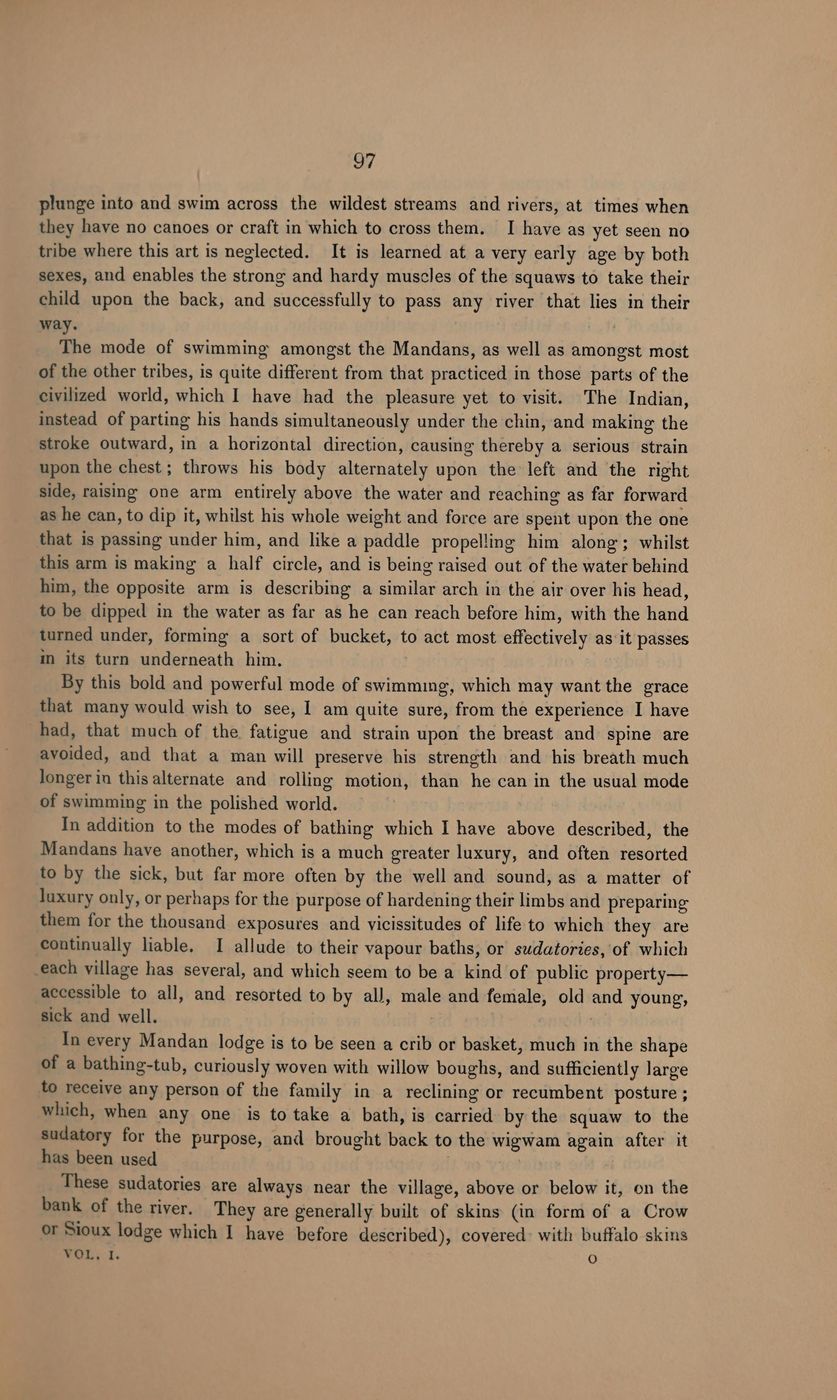 97
plunge into and swim across the wildest streams and rivers, at times when
they have no canoes or craft in which to cross them. I have as yet seen no
tribe where this art is neglected. It is learned at a very early age by both
sexes, and enables the strong and hardy muscles of the squaws to take their
child upon the back, and successfully to pass any river that lies in their
way.
The mode of swimming amongst the Mandans, as well as amongst most
of the other tribes, is quite different from that practiced in those parts of the
civilized world, which I have had the pleasure yet to visit. The Indian,
instead of parting his hands simultaneously under the chin, and making the
stroke outward, in a horizontal direction, causing thereby a serious strain
upon the chest; throws his body alternately upon the left and the right
side, raising one arm entirely above the water and reaching as far forward
as he can, to dip it, whilst his whole weight and force are spent upon the one
that is passing under him, and like a paddle propelling him along; whilst
this arm is making a half circle, and is being raised out of the water behind
him, the opposite arm is describing a similar arch in the air over his head,
to be dipped in the water as far as he can reach before him, with the hand
turned under, forming a sort of bucket, to act most effectively as it passes
in its turn underneath him.
By this bold and powerful mode of swimming, which may want the grace
that many would wish to see, I am quite sure, from the experience I have
had, that much of the fatigue and strain upon the breast and spine are
avoided, and that a man will preserve his strength and his breath much
longer in this alternate and rolling motion, than he can in the usual mode
of swimming in the polished world.
In addition to the modes of bathing which I have above described, the
Mandans have another, which is a much greater luxury, and often resorted
to by the sick, but far more often by the well and sound, as a matter of
luxury only, or perhaps for the purpose of hardening their limbs and preparing
them for the thousand exposures and vicissitudes of life to which they are
continually liable. I allude to their vapour baths, or sudatories, of which
each village has several, and which seem to be a kind of public property—
accessible to all, and resorted to by all, male and female, old and young,
sick and well.
In every Mandan lodge is to be seen a crib or basket, much in the shape
of a bathing-tub, curiously woven with willow boughs, and sufficiently large
to receive any person of the family in a reclining or recumbent posture;
which, when any one is to take a bath, is carried by the squaw to the
sudatory for the purpose, and brought back to the wigwam again after it
has been used
These sudatories are always near the village, above or below it, on the
bank of the river. They are generally built of skins (in form of a Crow
or Sioux lodge which I have before described), covered with buffalo skins
VOL. I. O